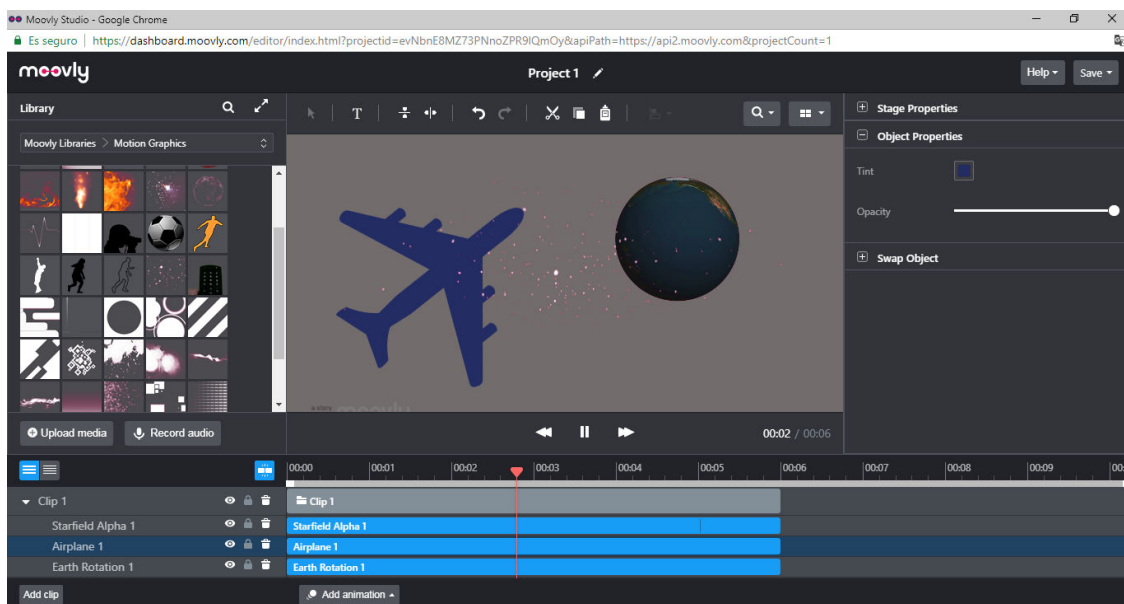 Moovly Studio - Google Chrome
Es seguro | https://dashboard.moovly.com/editor/index.html?projectid=evNbnE8MZ73PNnoZPR9IQmOy&apiPath=https://api2.moovly.com&projectCount=1
moovly Project 1 Help Save
Library T Stage Properties
Moovly Libraries > Motion Graphics Object Properties
Tint
Opacity
Swap Object
moovly
Upload media Record audio 00:02 / 00:06
00:00 00:01 00:02 00:03 00:04 00:05 00:06 00:07 00:08 00:09 00:
Clip 1 Clip 1
Starfield Alpha 1 Starfield Alpha 1
Airplane 1 Airplane 1
Earth Rotation 1 Earth Rotation 1
Add clip Add animation